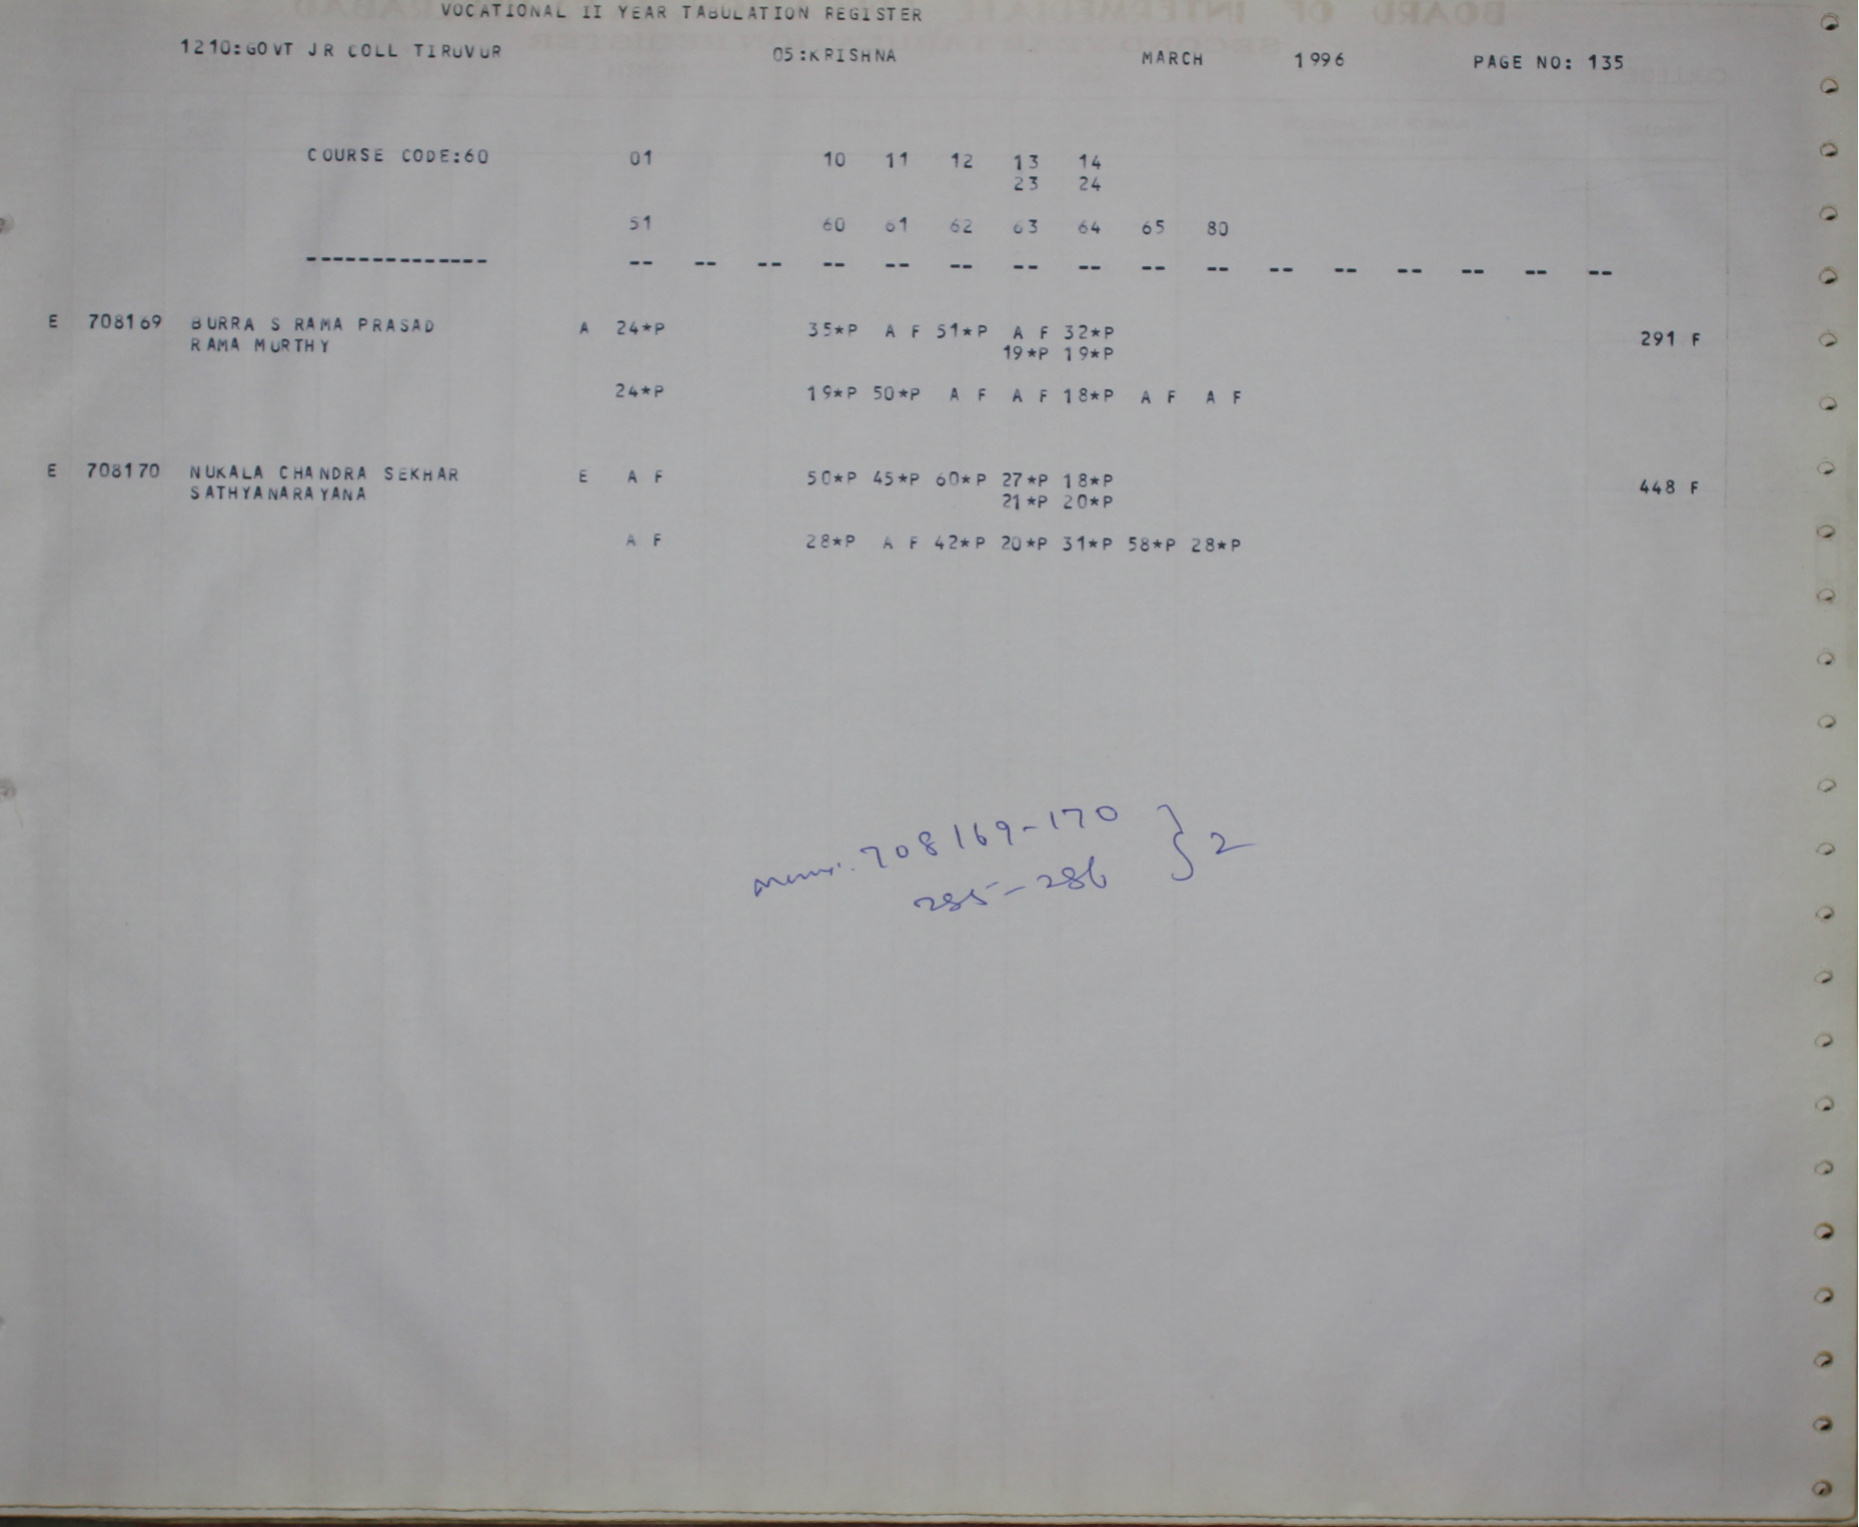 VOCATIONAL II YEAR TABULATION REGISTER
1210:GOVT JR COLL TIRUVUR 05:KRISHNA MARCH 1996 PAGE NO: 135
COURSE CODE:60 01 10 11 12 13 14
23 24
51 60 61 62 63 64 65 80
-------------- -- -- -- -- -- -- -- -- -- -- -- -- -- -- -- --
E 708169 BURRA S RAMA PRASAD A 24*P 35*P A F 51*P A F 32*P 291 F
RAMA MURTHY 19*P 19*P
24*P 19*P 50*P A F A F 18*P A F A F
E 708170 NUKALA CHANDRA SEKHAR E A F 50*P 45*P 60*P 27*P 18*P 448 F
SATHYANARAYANA 21*P 20*P
A F 28*P A F 42*P 20*P 31*P 58*P 28*P
708169-170 } 2
285-286